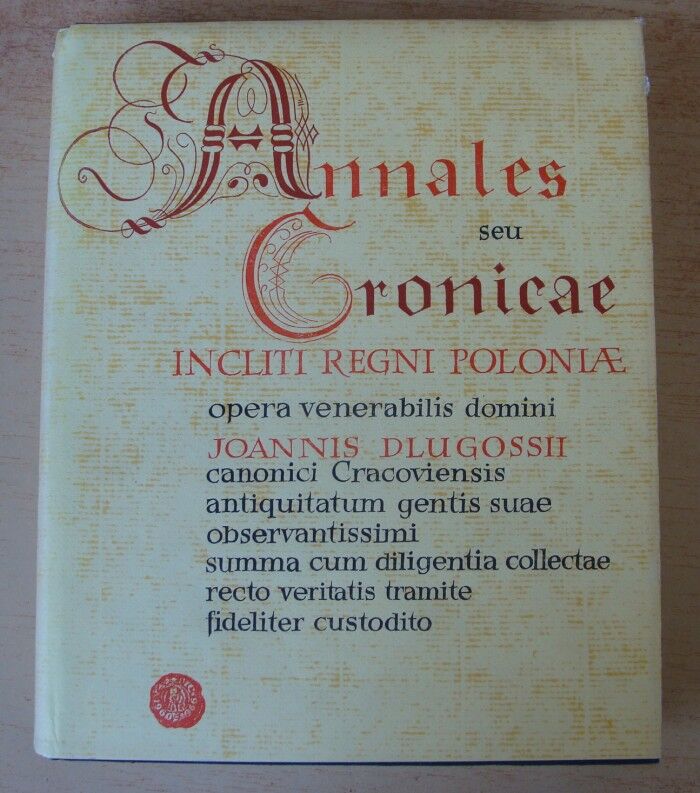 Annales
seu
Cronicae
INCLITI REGNI POLONIÆ
opera venerabilis domini
JOANNIS DLUGOSSII
canonici Cracoviensis
antiquitatum gentis suae
observantissimi
summa cum diligentia collectae
recto veritatis tramite
fideliter custodito